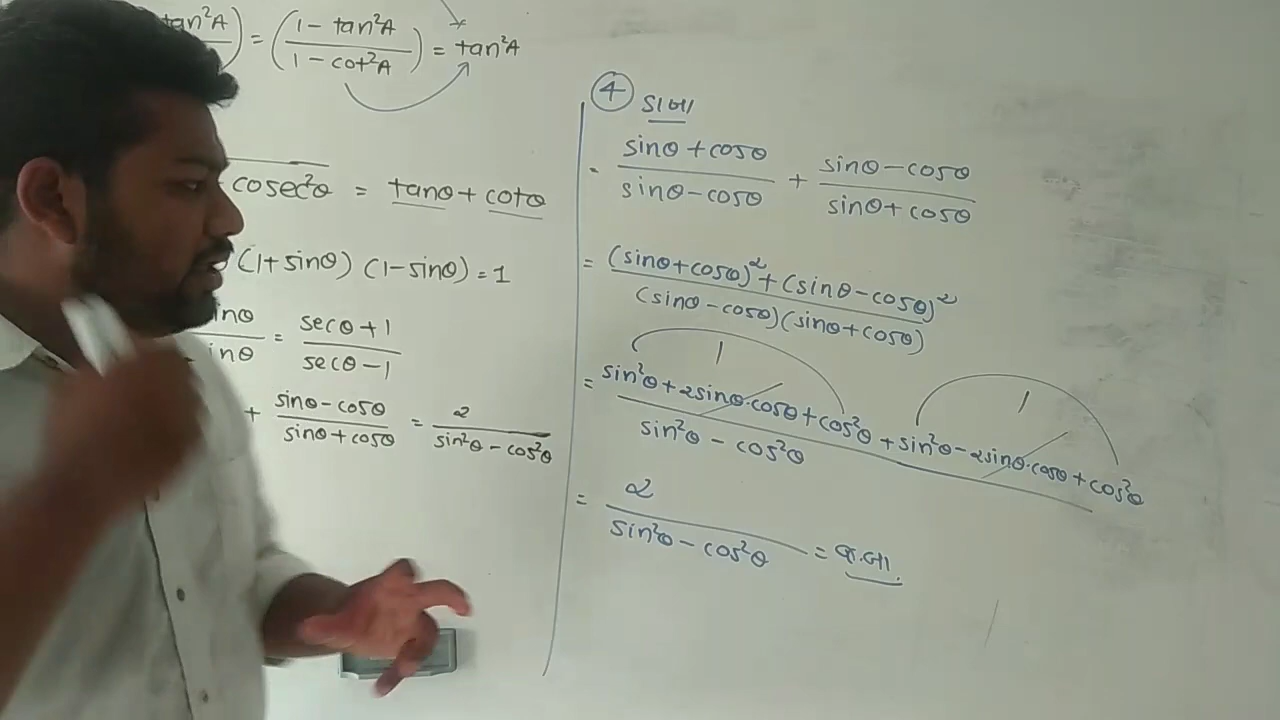 tan²A) = (1 − tan²A / 1 − cot²A) = tan²A
cosec²θ = tanθ + cotθ
(1+sinθ) (1−sinθ) = 1
inθ / inθ = secθ+1 / secθ−1
+ sinθ−cosθ / sinθ+cosθ = 2 / sin²θ−cos²θ
④ ડાબા
sinθ+cosθ / sinθ−cosθ + sinθ−cosθ / sinθ+cosθ
= (sinθ+cosθ)² + (sinθ−cosθ)² / (sinθ−cosθ)(sinθ+cosθ)
1 1
= sin²θ+2sinθ·cosθ+cos²θ + sin²θ−2sinθ·cosθ+cos²θ / sin²θ−cos²θ
= 2 / sin²θ−cos²θ = જ.બા.